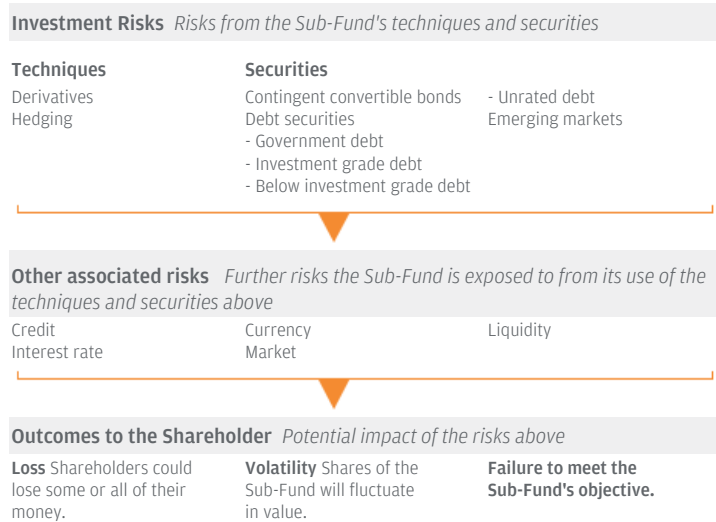 Investment Risks Risks from the Sub-Fund's techniques and securities
Techniques
Derivatives
Hedging
Securities
Contingent convertible bonds
Debt securities
- Government debt
- Investment grade debt
- Below investment grade debt
- Unrated debt
Emerging markets
Other associated risks Further risks the Sub-Fund is exposed to from its use of the
techniques and securities above
Credit
Interest rate
Currency
Market
Liquidity
Outcomes to the Shareholder Potential impact of the risks above
Loss Shareholders could
lose some or all of their
money.
Volatility Shares of the
Sub-Fund will fluctuate
in value.
Failure to meet the
Sub-Fund's objective.